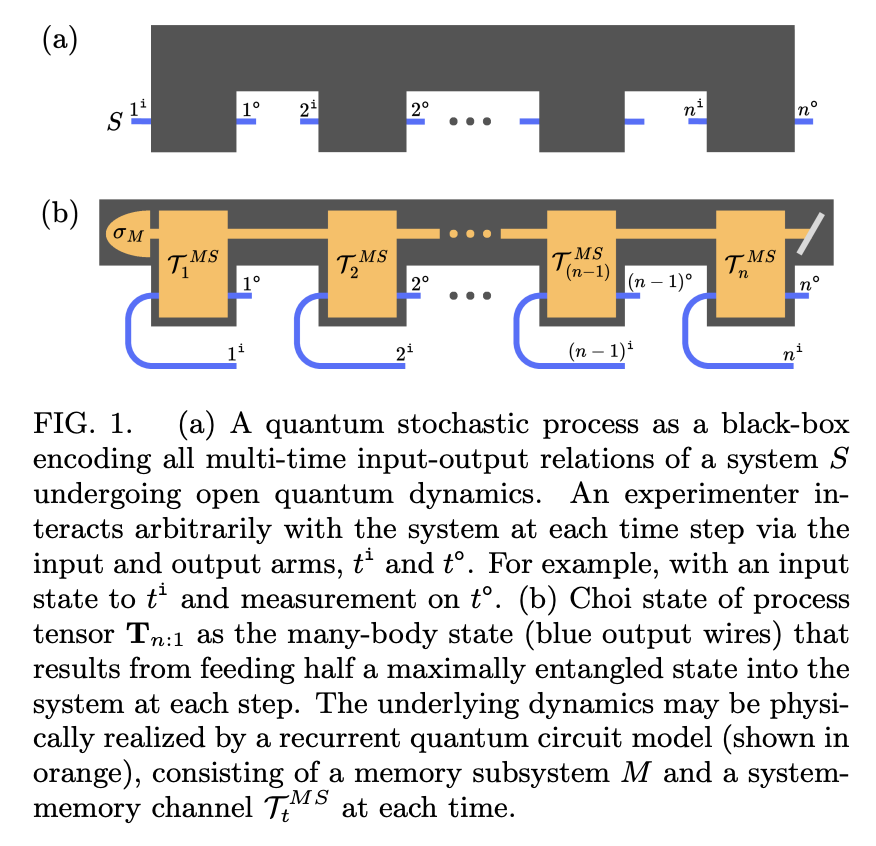 (a)
S 1ⁱ 1° 2ⁱ 2° ••• nⁱ n°
(b)
σ_M
𝒯₁^{MS} 𝒯₂^{MS} ••• 𝒯_{(n−1)}^{MS} 𝒯ₙ^{MS}
1° 2° ••• (n − 1)° n°
1ⁱ 2ⁱ (n − 1)ⁱ nⁱ
FIG. 1. (a) A quantum stochastic process as a black-box
encoding all multi-time input-output relations of a system S
undergoing open quantum dynamics. An experimenter in-
teracts arbitrarily with the system at each time step via the
input and output arms, tⁱ and t°. For example, with an input
state to tⁱ and measurement on t°. (b) Choi state of process
tensor T_{n:1} as the many-body state (blue output wires) that
results from feeding half a maximally entangled state into the
system at each step. The underlying dynamics may be physi-
cally realized by a recurrent quantum circuit model (shown in
orange), consisting of a memory subsystem M and a system-
memory channel 𝒯_t^{MS} at each time.